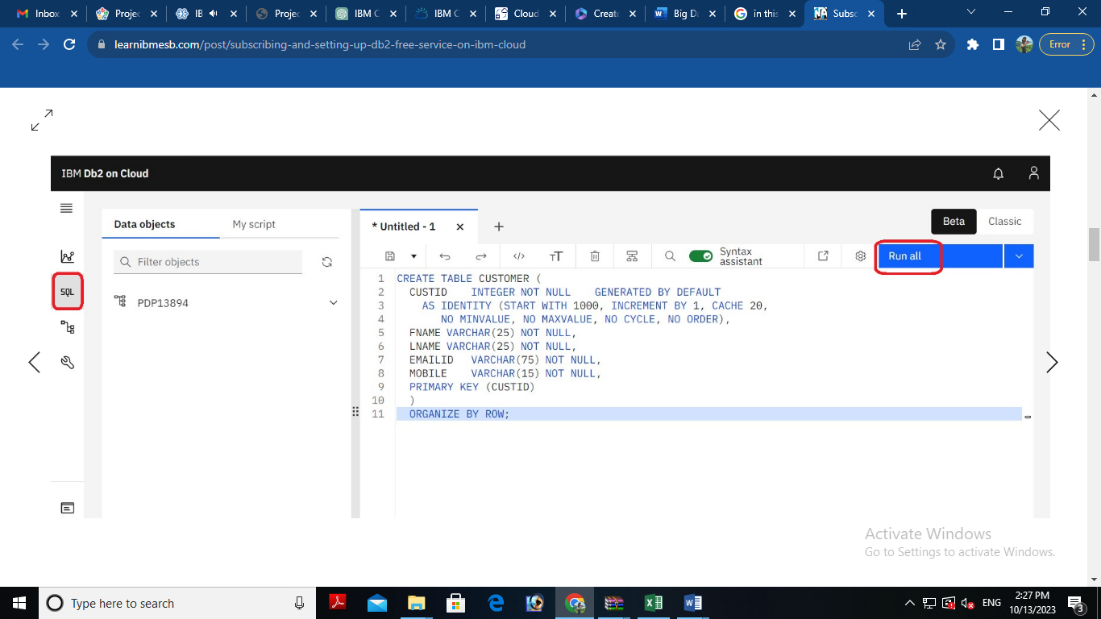 Inbox
Projec
IE
Projec
IBM C
IBM C
Cloud
Create
Big D
in this
Subsc
learnibmesb.com/post/subscribing-and-setting-up-db2-free-service-on-ibm-cloud
Error
IBM Db2 on Cloud
Data objects
My script
* Untitled - 1
Beta
Classic
Filter objects
Syntax
assistant
Run all
SQL
PDP13894
1 CREATE TABLE CUSTOMER (
2 CUSTID INTEGER NOT NULL GENERATED BY DEFAULT
3 AS IDENTITY (START WITH 1000, INCREMENT BY 1, CACHE 20,
4 NO MINVALUE, NO MAXVALUE, NO CYCLE, NO ORDER),
5 FNAME VARCHAR(25) NOT NULL,
6 LNAME VARCHAR(25) NOT NULL,
7 EMAILID VARCHAR(75) NOT NULL,
8 MOBILE VARCHAR(15) NOT NULL,
9 PRIMARY KEY (CUSTID)
10 )
11 ORGANIZE BY ROW;
Activate Windows
Go to Settings to activate Windows.
Type here to search
ENG
2:27 PM
10/13/2023
3